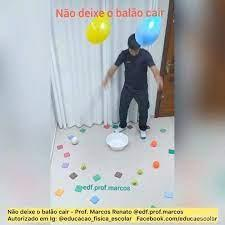 Não deixe o balão cair
edf.prof.marcos
Não deixe o balão cair - Prof. Marcos Renato @edf.prof.marcos
Autorizado em Ig: @educacao_fisica_escolar Facebook.com/educaescolar